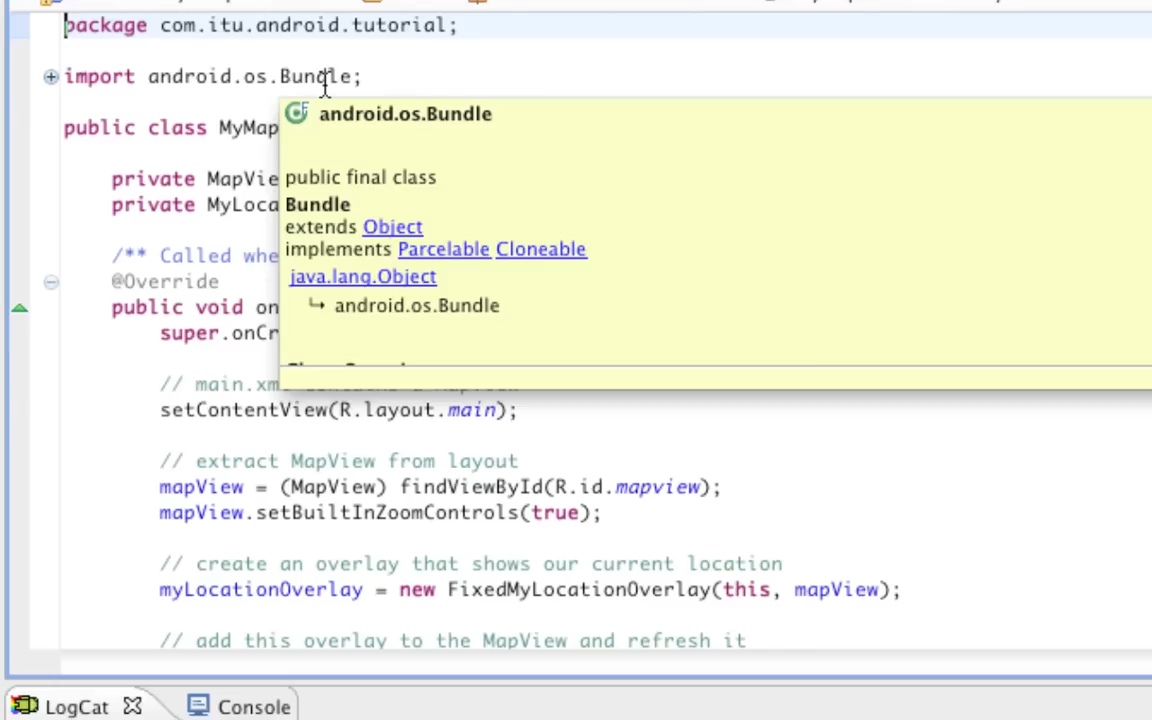 package com.itu.android.tutorial;
import android.os.Bundle;
android.os.Bundle
public class MyMap
public final class
private MapVie
Bundle
private MyLoca
extends Object
implements Parcelable Cloneable
/** Called whe
java.lang.Object
@Override
public void on
android.os.Bundle
super.onCr
// main.xm
setContentView(R.layout.main);
// extract MapView from layout
mapView = (MapView) findViewById(R.id.mapview);
mapView.setBuiltInZoomControls(true);
// create an overlay that shows our current location
myLocationOverlay = new FixedMyLocationOverlay(this, mapView);
// add this overlay to the MapView and refresh it
LogCat
Console